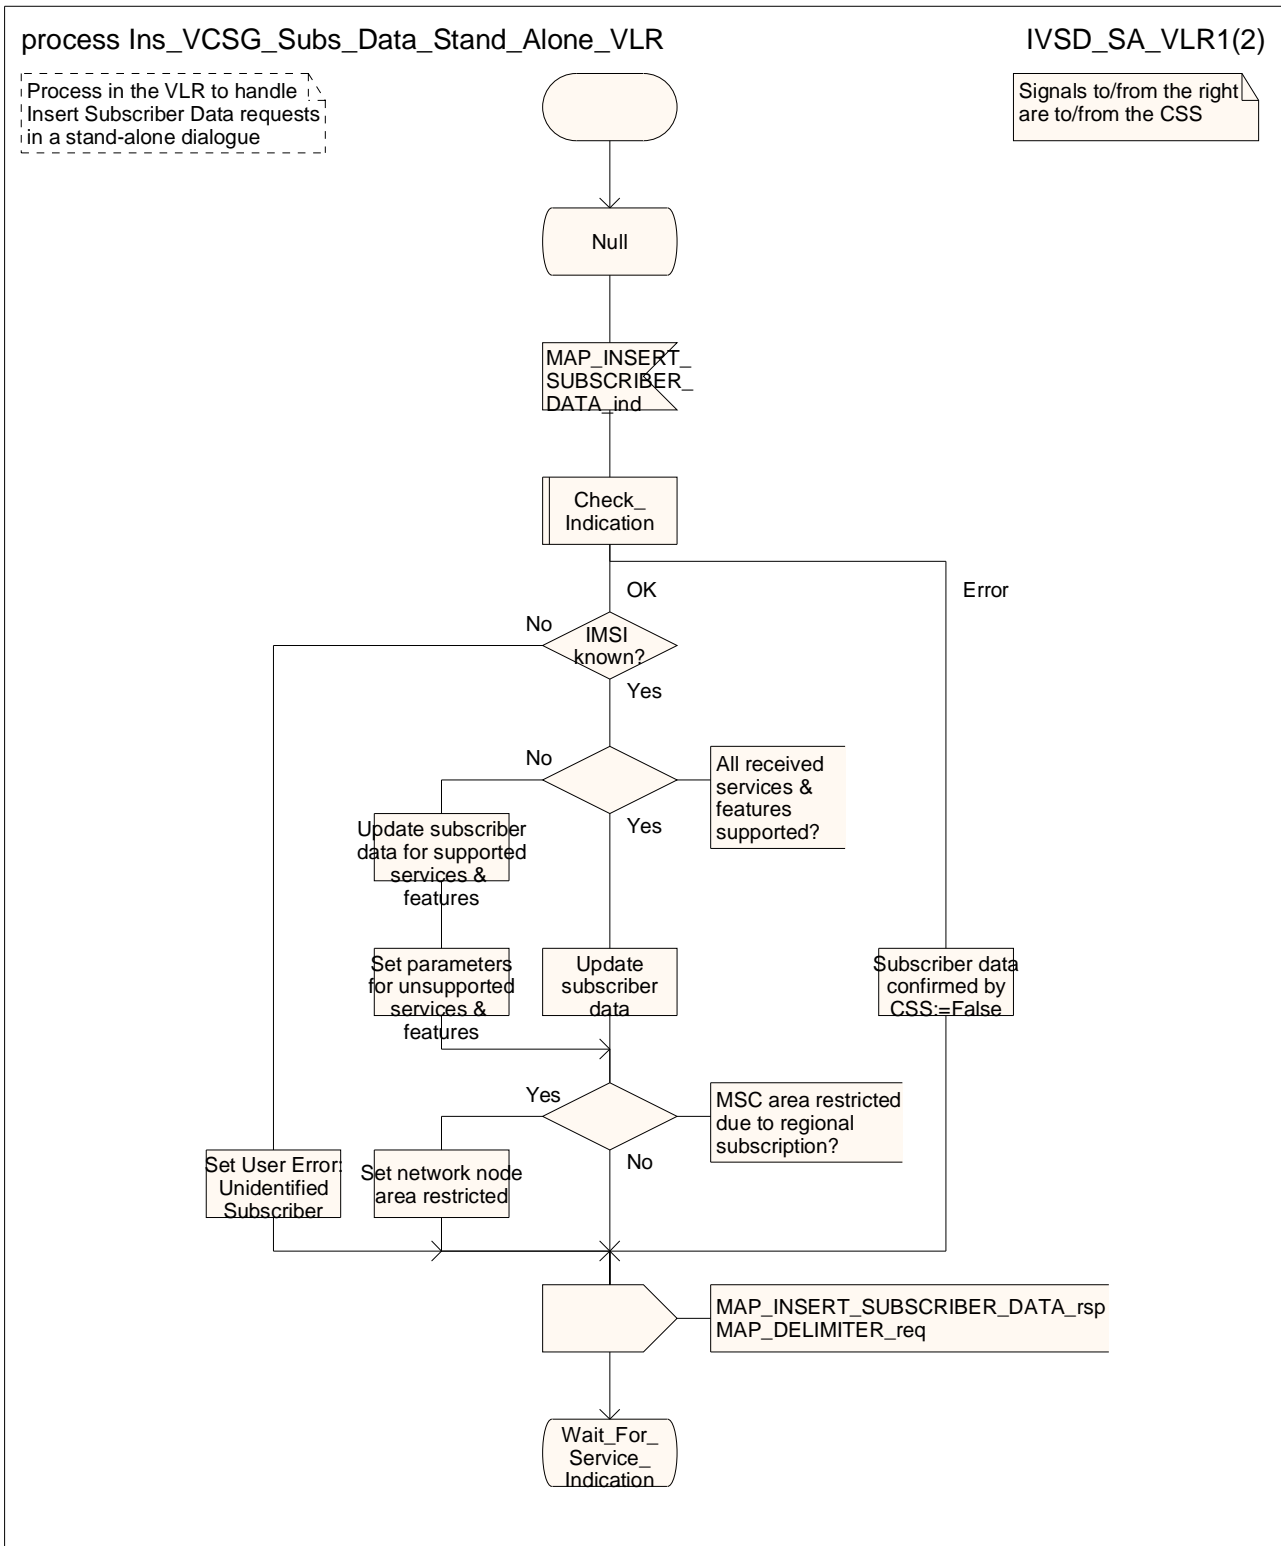 process Ins_VCSG_Subs_Data_Stand_Alone_VLR
IVSD_SA_VLR1(2)
Process in the VLR to handle
Insert Subscriber Data requests
in a stand-alone dialogue
Signals to/from the right
are to/from the CSS
Null
MAP_INSERT_
SUBSCRIBER_
DATA_ind
Check_
Indication
OK
Error
No
IMSI
known?
Yes
No
All received
services &
features
supported?
Yes
Update subscriber
data for supported
services &
features
Set parameters
for unsupported
services &
features
Update
subscriber
data
Subscriber data
confirmed by
CSS:=False
Yes
MSC area restricted
due to regional
subscription?
No
Set User Error:
Unidentified
Subscriber
Set network node
area restricted
MAP_INSERT_SUBSCRIBER_DATA_rsp
MAP_DELIMITER_req
Wait_For_
Service_
Indication